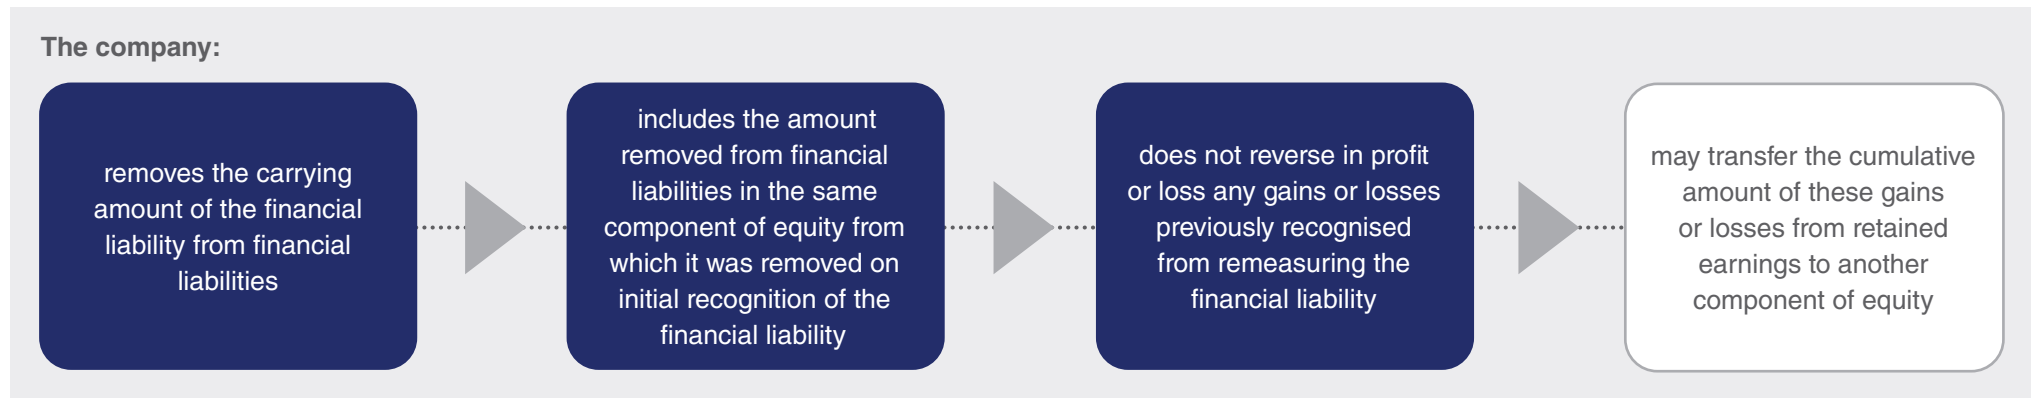 The company:
removes the carrying
amount of the financial
liability from financial
liabilities
includes the amount
removed from financial
liabilities in the same
component of equity from
which it was removed on
initial recognition of the
financial liability
does not reverse in profit
or loss any gains or losses
previously recognised
from remeasuring the
financial liability
may transfer the cumulative
amount of these gains
or losses from retained
earnings to another
component of equity